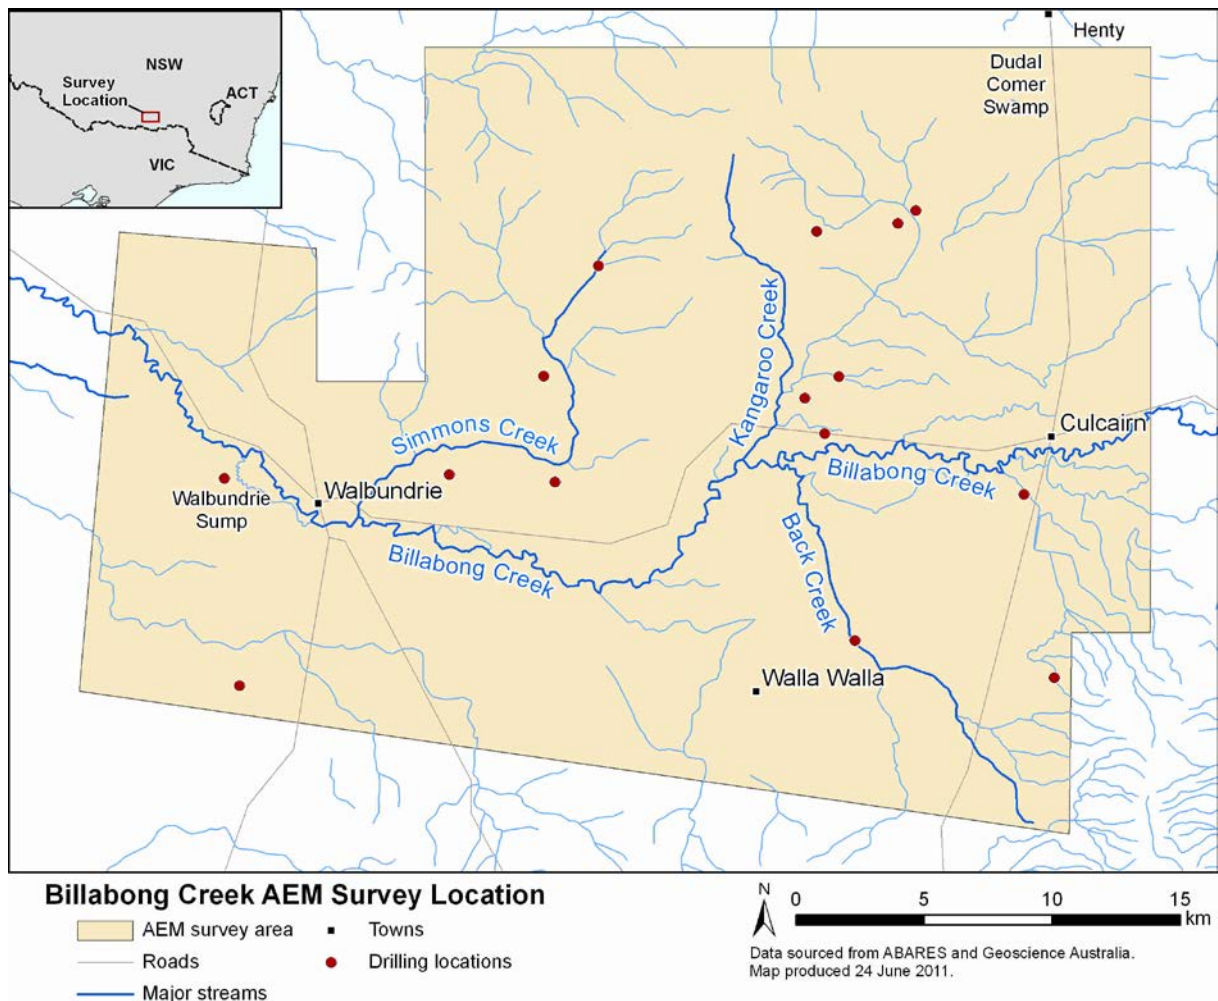 NSW
Survey
Location
ACT
VIC
Henty
Dudal
Comer
Swamp
Kangaroo Creek
Culcairn
Simmons Creek
Billabong Creek
Walbundrie
Walbundrie
Sump
Back Creek
Billabong Creek
Walla Walla
Billabong Creek AEM Survey Location
AEM survey area
Towns
Roads
Drilling locations
Major streams
N
0 5 10 15
km
Data sourced from ABARES and Geoscience Australia.
Map produced 24 June 2011.